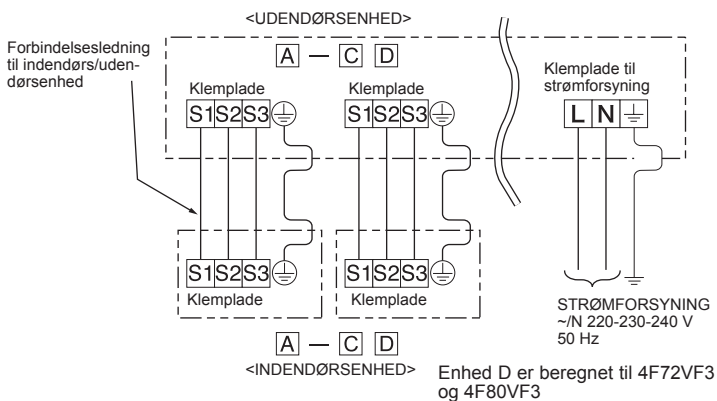 <UDENDØRSENHED>
Forbindelsesledning
til indendørs/uden-
dørsenhed
A — C D
Klemplade
Klemplade
Klemplade til
strømforsyning
S1 S2 S3
S1 S2 S3
L N
S1 S2 S3
S1 S2 S3
Klemplade
Klemplade
STRØMFORSYNING
~/N 220-230-240 V
50 Hz
A — C D
<INDENDØRSENHED>
Enhed D er beregnet til 4F72VF3
og 4F80VF3